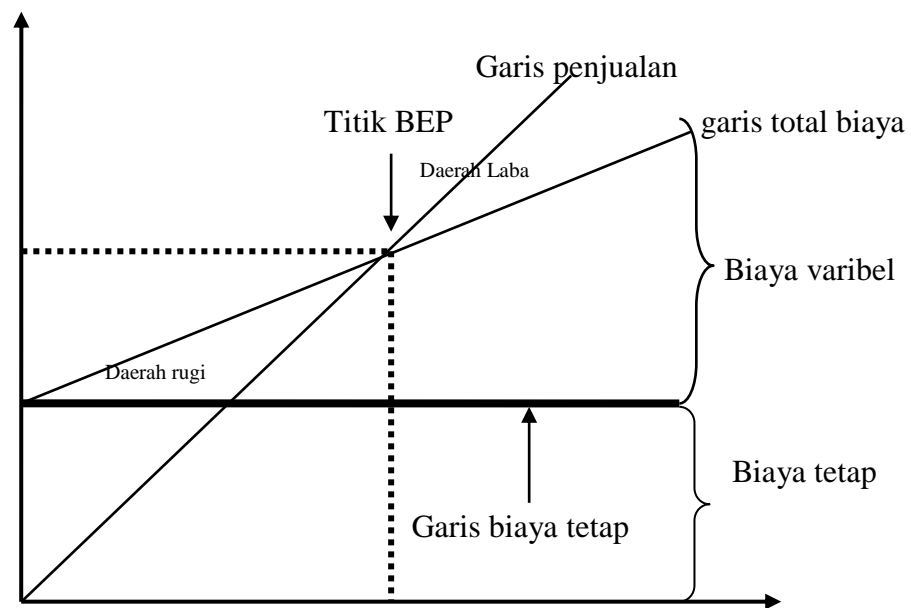 Garis penjualan
Titik BEP
garis total biaya
Daerah Laba
Biaya varibel
Daerah rugi
Biaya tetap
Garis biaya tetap